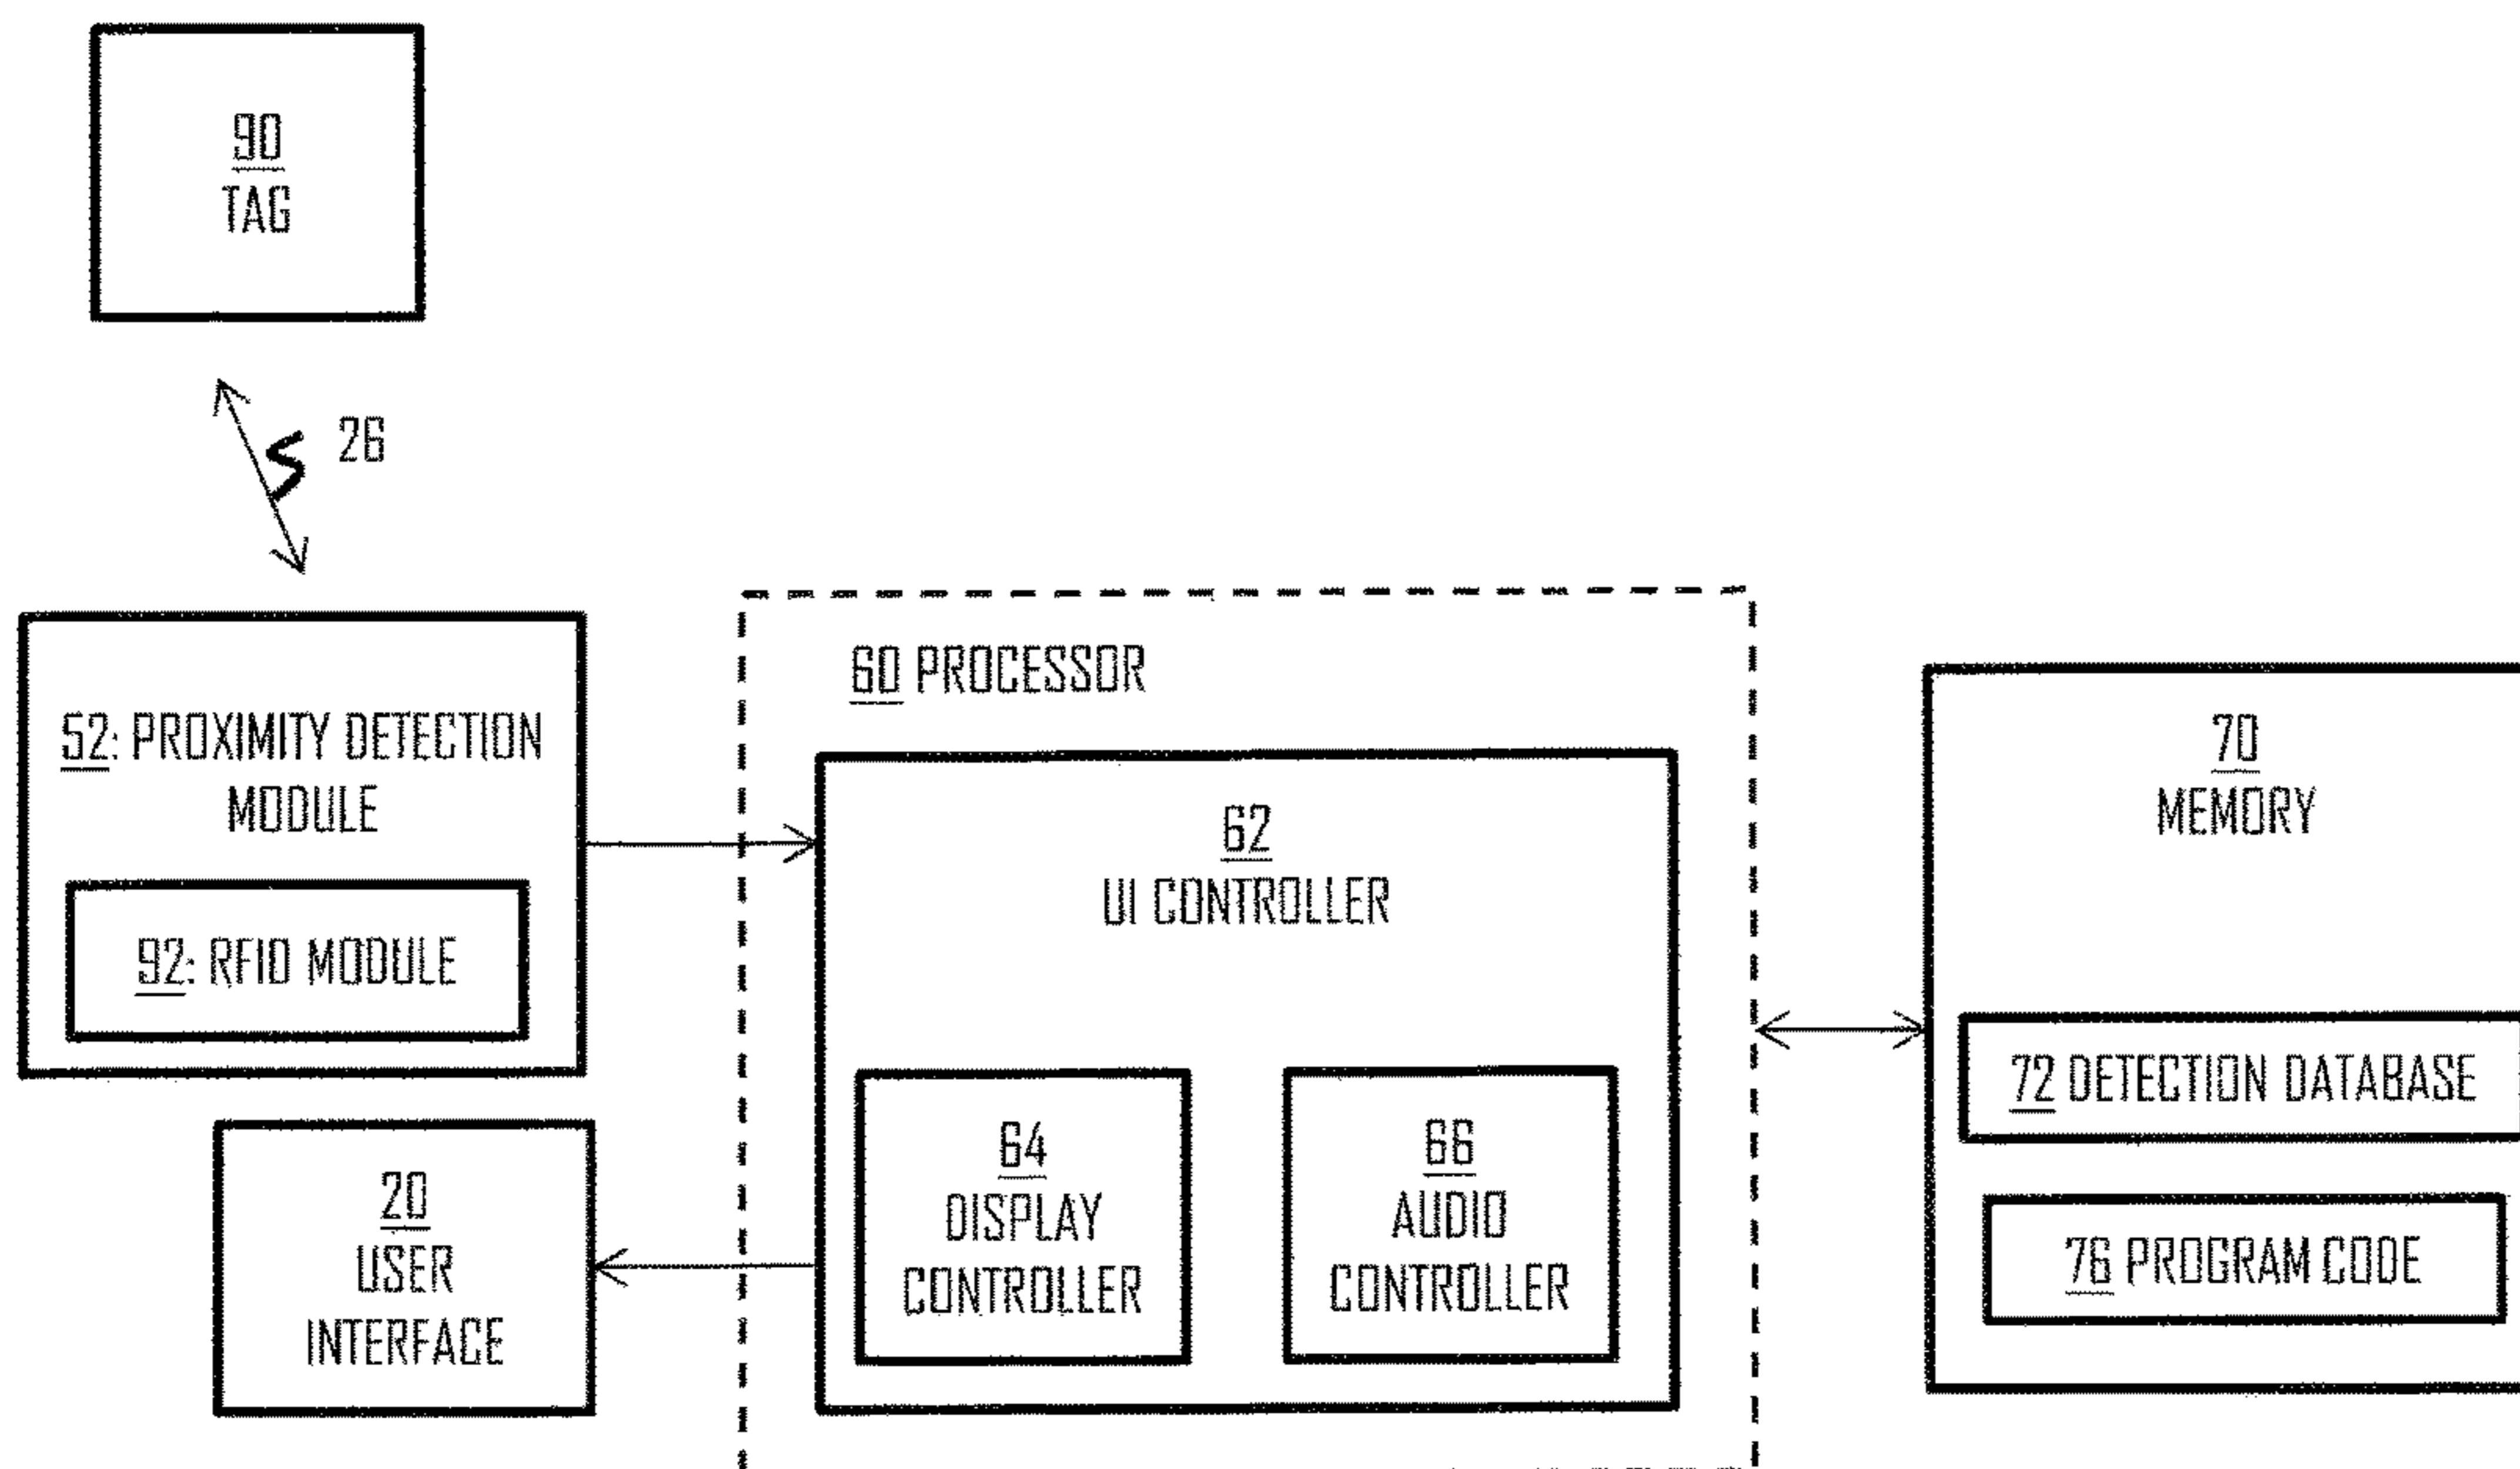 90
TAG
26
52: PROXIMITY DETECTION
MODULE
92: RFID MODULE
60 PROCESSOR
62
UI CONTROLLER
64
DISPLAY
CONTROLLER
66
AUDIO
CONTROLLER
20
USER
INTERFACE
70
MEMORY
72 DETECTION DATABASE
76 PROGRAM CODE